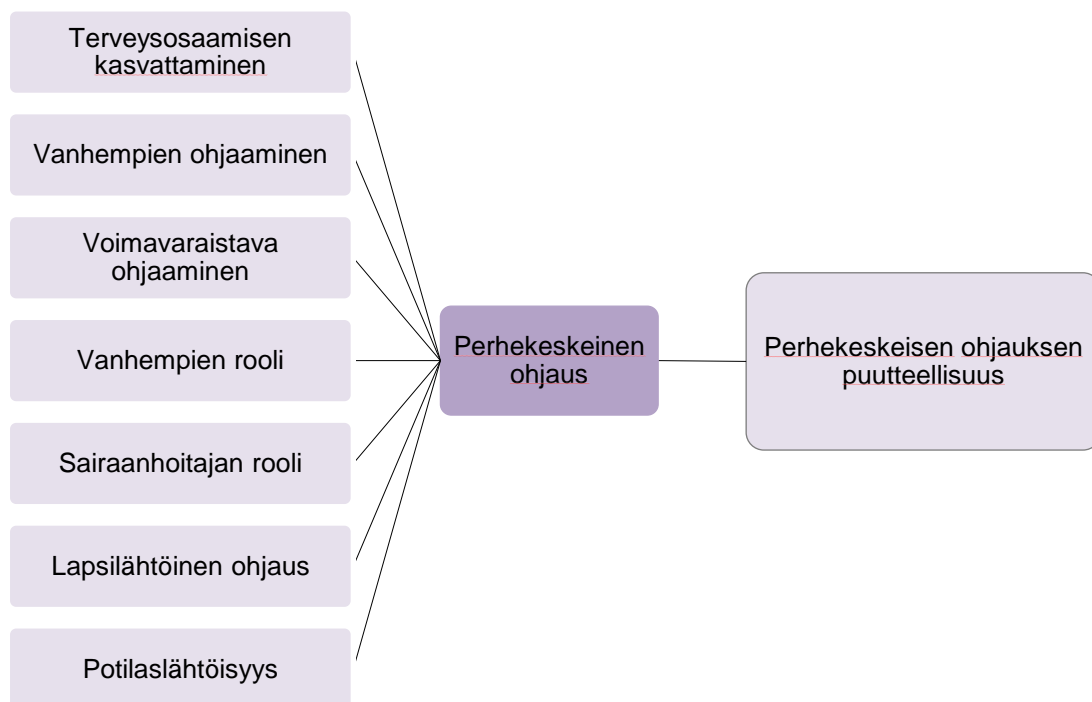 Terveysosaamisen
kasvattaminen
Vanhempien ohjaaminen
Voimavaraistava
ohjaaminen
Vanhempien rooli
Sairaanhoitajan rooli
Lapsilähtöinen ohjaus
Potilaslähtöisyys
Perhekeskeinen
ohjaus
Perhekeskeisen ohjauksen
puutteellisuus